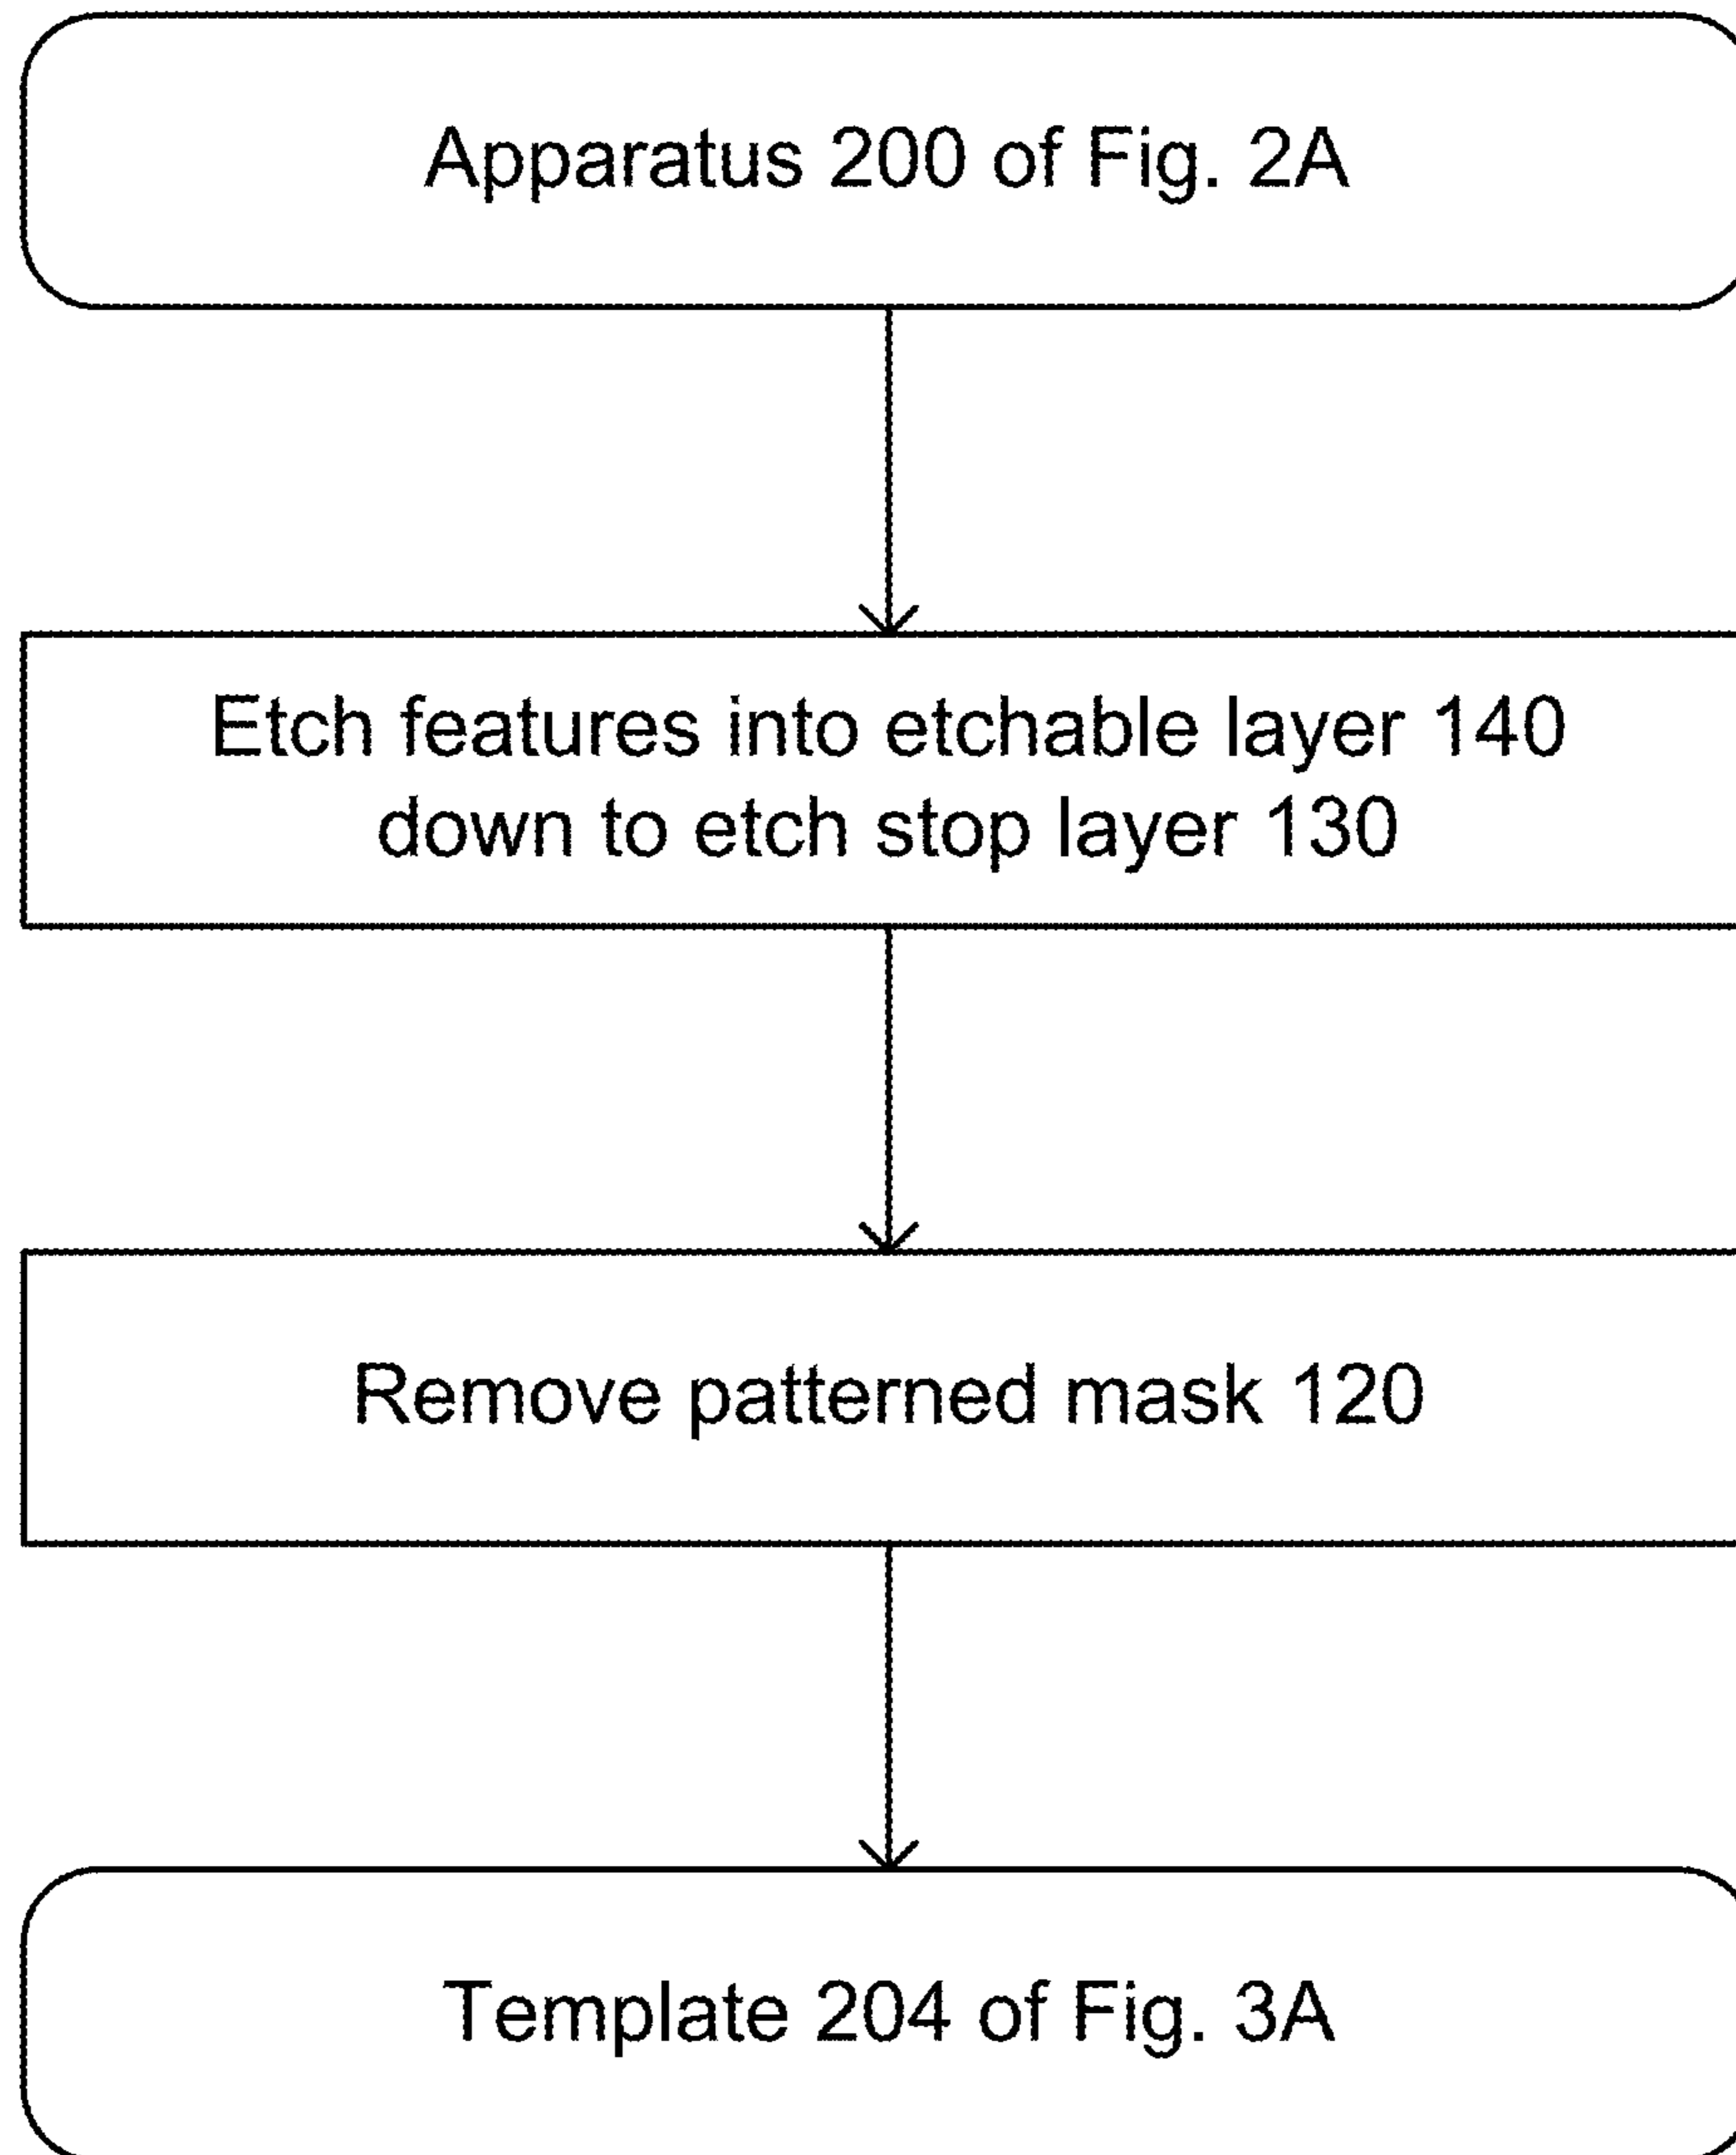 Apparatus 200 of Fig. 2A
Etch features into etchable layer 140
down to etch stop layer 130
Remove patterned mask 120
Template 204 of Fig. 3A